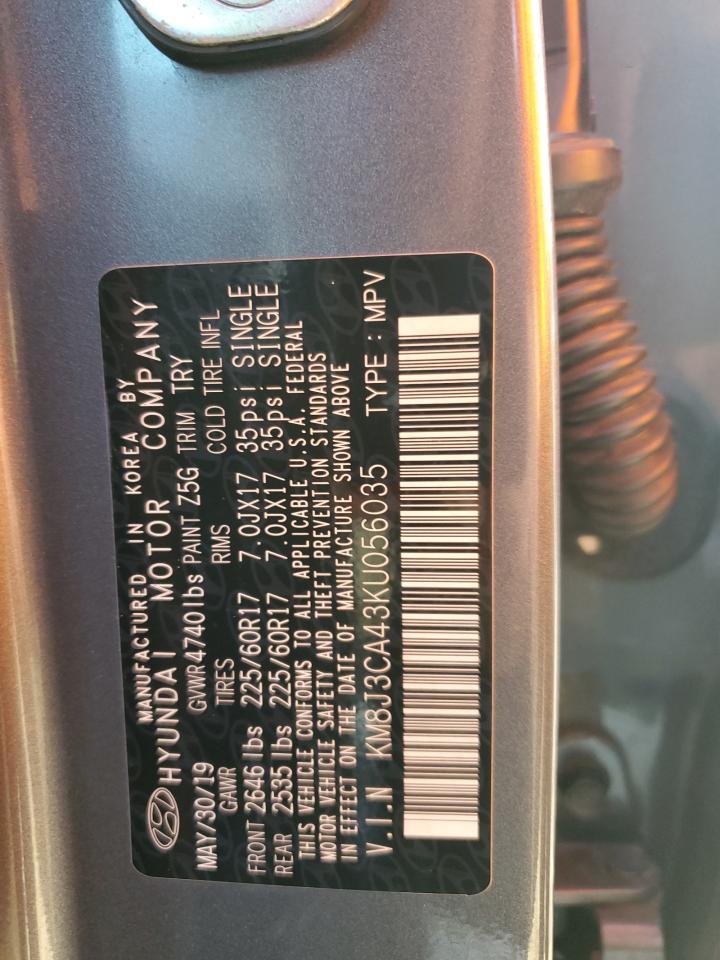 MANUFACTURED IN KOREA BY
HYUNDAI MOTOR COMPANY
MAY/30/19 GVWR 4740lbs PAINT Z5G TRIM TRY
GAWR TIRES RIMS COLD TIRE INFL
FRONT 2646 lbs 225/60R17 7.0JX17 35psi SINGLE
REAR 2535 lbs 225/60R17 7.0JX17 35psi SINGLE
THIS VEHICLE CONFORMS TO ALL APPLICABLE U.S.A. FEDERAL
MOTOR VEHICLE SAFETY AND THEFT PREVENTION STANDARDS
IN EFFECT ON THE DATE OF MANUFACTURE SHOWN ABOVE
V.I.N KM8J3CA43KU056035 TYPE : MPV